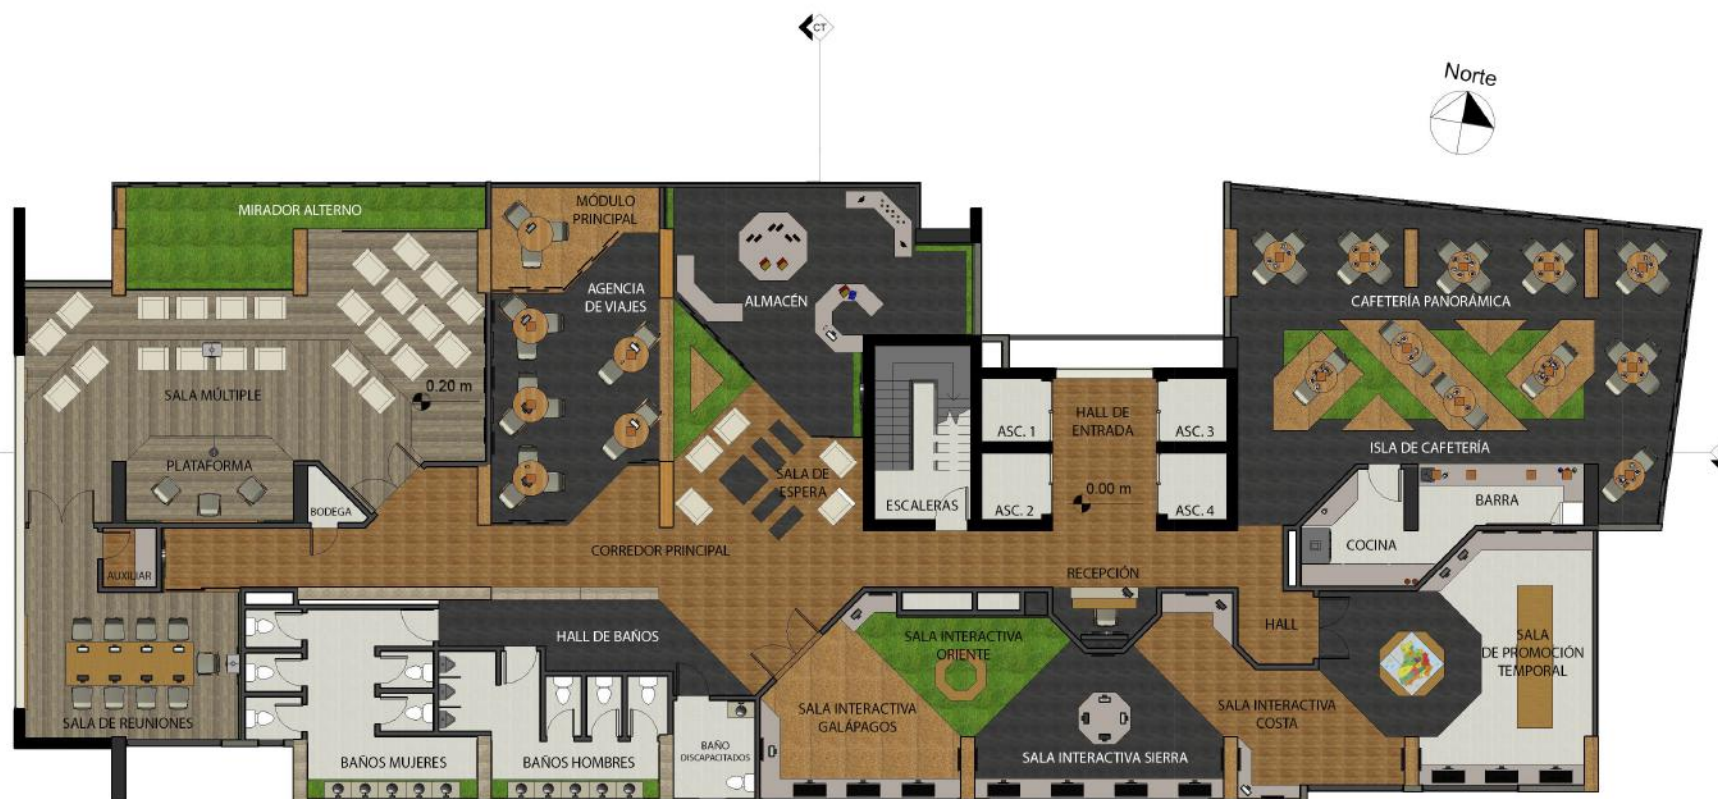 CT
Norte
MIRADOR ALTERNO
MÓDULO
PRINCIPAL
AGENCIA
DE VIAJES
ALMACÉN
CAFETERÍA PANORÁMICA
SALA MÚLTIPLE
0.20 m
PLATAFORMA
BODEGA
SALA DE
ESPERA
ESCALERAS
ASC. 1
HALL DE
ENTRADA
ASC. 3
ASC. 2
0.00 m
ASC. 4
ISLA DE CAFETERÍA
BARRA
COCINA
AUXILIAR
CORREDOR PRINCIPAL
RECEPCIÓN
HALL
HALL DE BAÑOS
SALA INTERACTIVA
ORIENTE
SALA
DE PROMOCIÓN
TEMPORAL
SALA DE REUNIONES
SALA INTERACTIVA
GALÁPAGOS
SALA INTERACTIVA
COSTA
BAÑOS MUJERES
BAÑOS HOMBRES
BAÑO
DISCAPACITADOS
SALA INTERACTIVA SIERRA